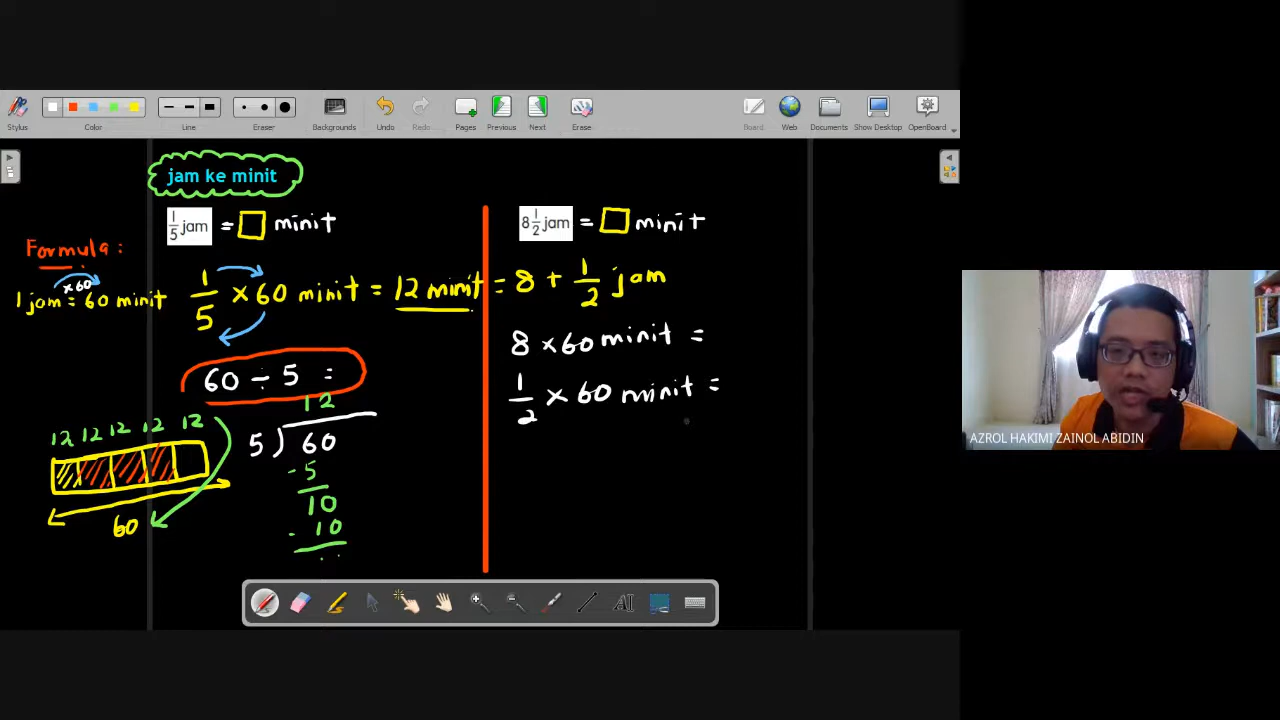 Stylus
Color
Line
Eraser
Backgrounds
Undo
Redo
Pages
Previous
Next
Erase
Board
Web
Documents
Show Desktop
OpenBoard
jam ke minit
1/5 jam = □ minit
Formula :
×60
1 jam = 60 minit
1/5 × 60 minit = 12 minit
60 ÷ 5 =
12
5 ) 60
- 5
10
- 10
12 12 12 12 12
60
8 1/2 jam = □ minit
= 8 + 1/2 jam
8 × 60 minit =
1/2 × 60 minit =
AI
AZROL HAKIMI ZAINOL ABIDIN